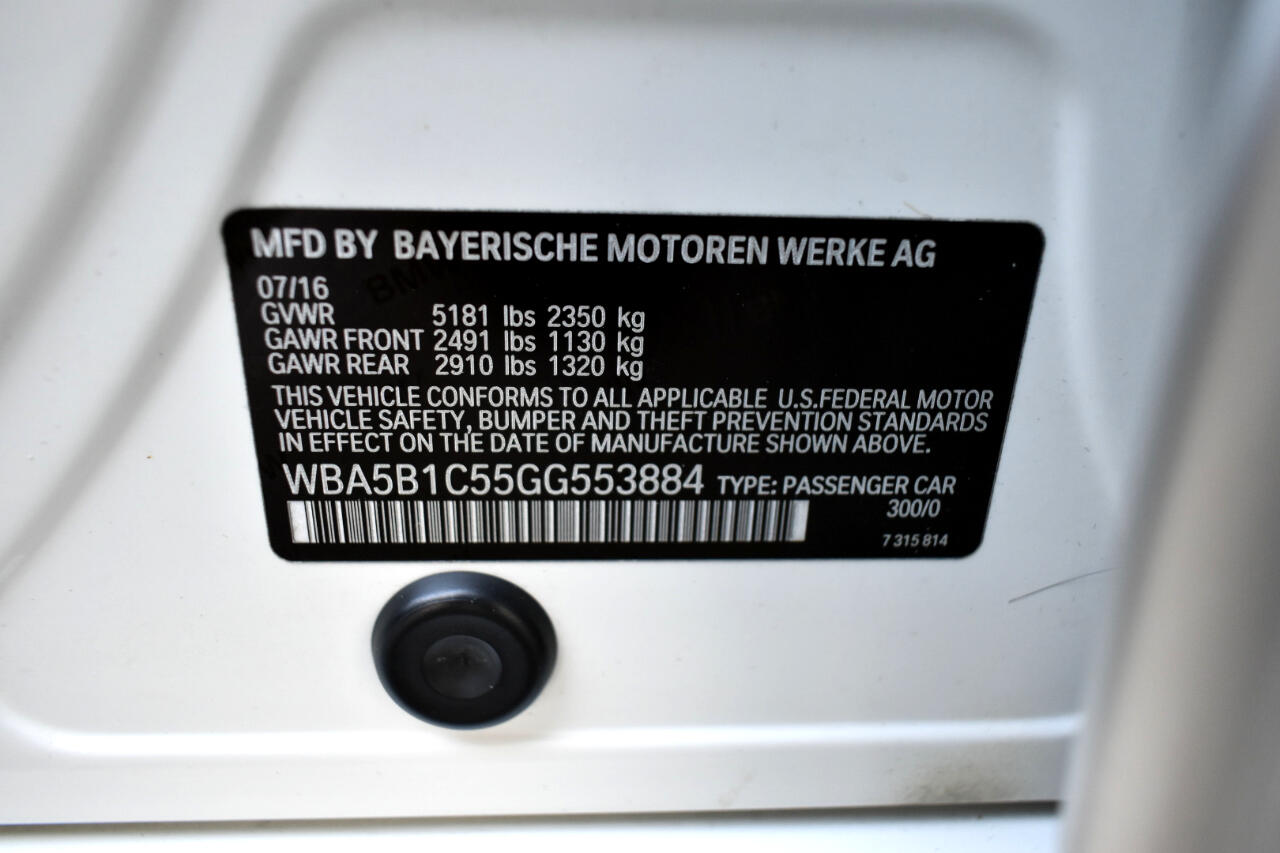 MFD BY BAYERISCHE MOTOREN WERKE AG
07/16
GVWR 5181 lbs 2350 kg
GAWR FRONT 2491 lbs 1130 kg
GAWR REAR 2910 lbs 1320 kg
THIS VEHICLE CONFORMS TO ALL APPLICABLE U.S.FEDERAL MOTOR
VEHICLE SAFETY, BUMPER AND THEFT PREVENTION STANDARDS
IN EFFECT ON THE DATE OF MANUFACTURE SHOWN ABOVE.
WBA5B1C55GG553884 TYPE: PASSENGER CAR
300/0
7 315 814